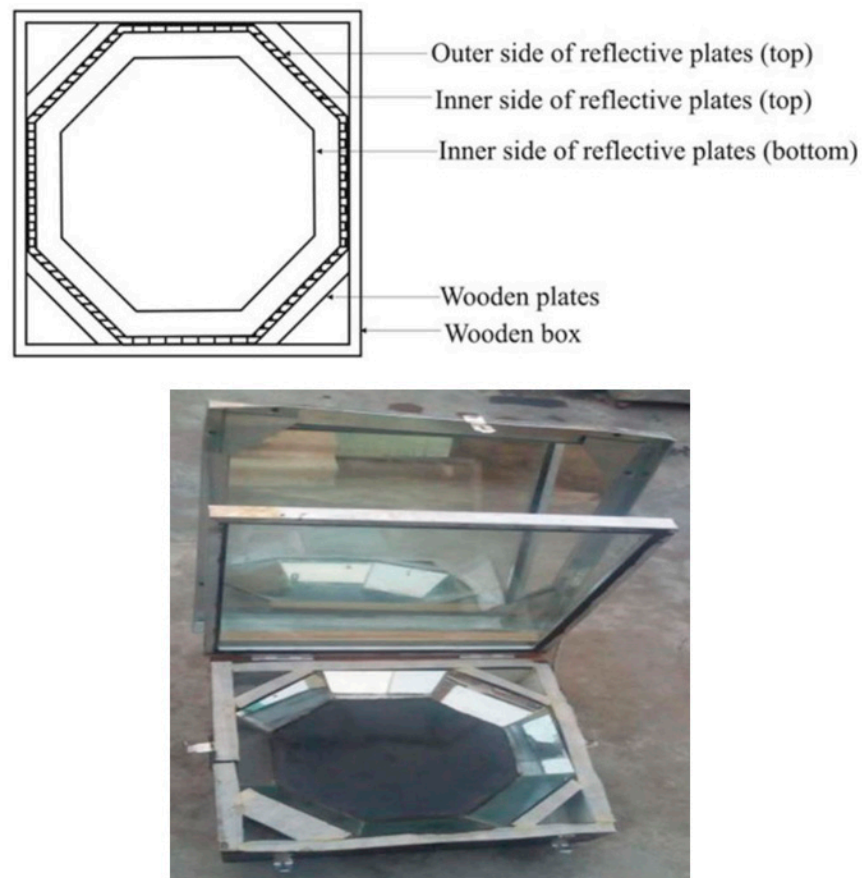 Outer side of reflective plates (top)
Inner side of reflective plates (top)
Inner side of reflective plates (bottom)
Wooden plates
Wooden box